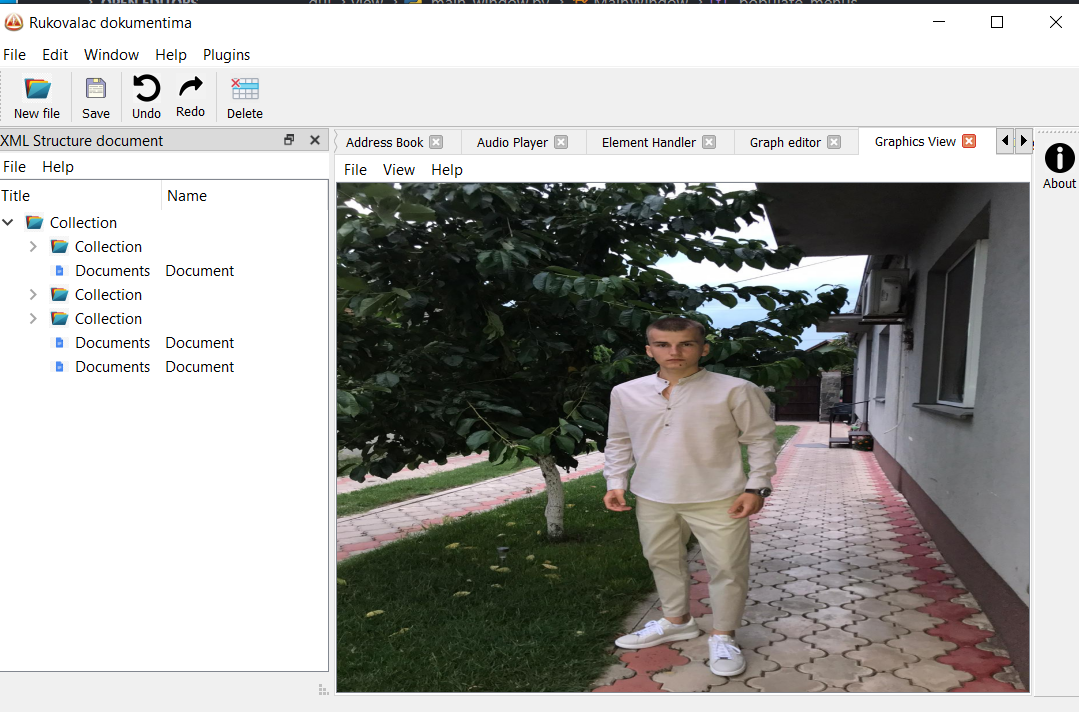 Rukovalac dokumentima
File Edit Window Help Plugins
New file Save Undo Redo Delete
XML Structure document
File Help
Title Name
Collection
Collection
Documents Document
Collection
Collection
Documents Document
Documents Document
Address Book Audio Player Element Handler Graph editor Graphics View
File View Help
About